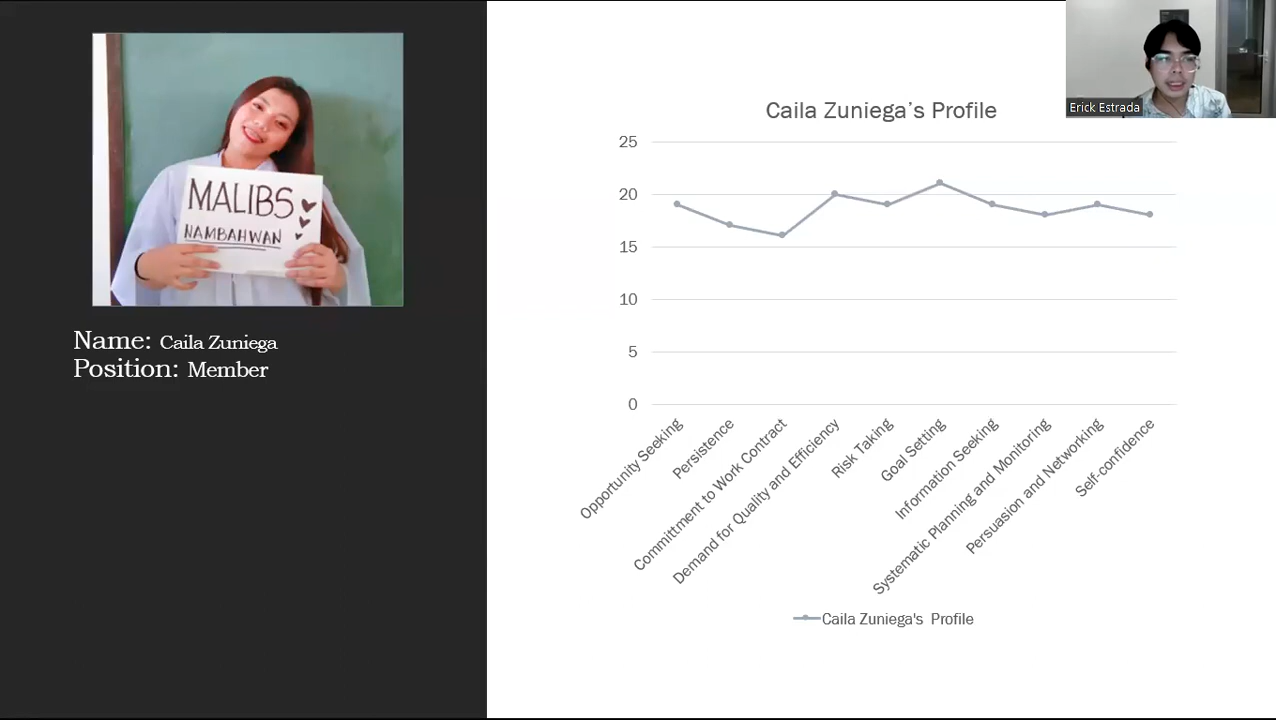 MALIBS
NAMBAHWAN
Name: Caila Zuniega
Position: Member
Erick Estrada
Caila Zuniega's Profile
25
20
15
10
5
0
Opportunity Seeking
Persistence
Committment to Work Contract
Demand for Quality and Efficiency
Risk Taking
Goal Setting
Information Seeking
Systematic Planning and Monitoring
Persuasion and Networking
Self-confidence
Caila Zuniega's Profile